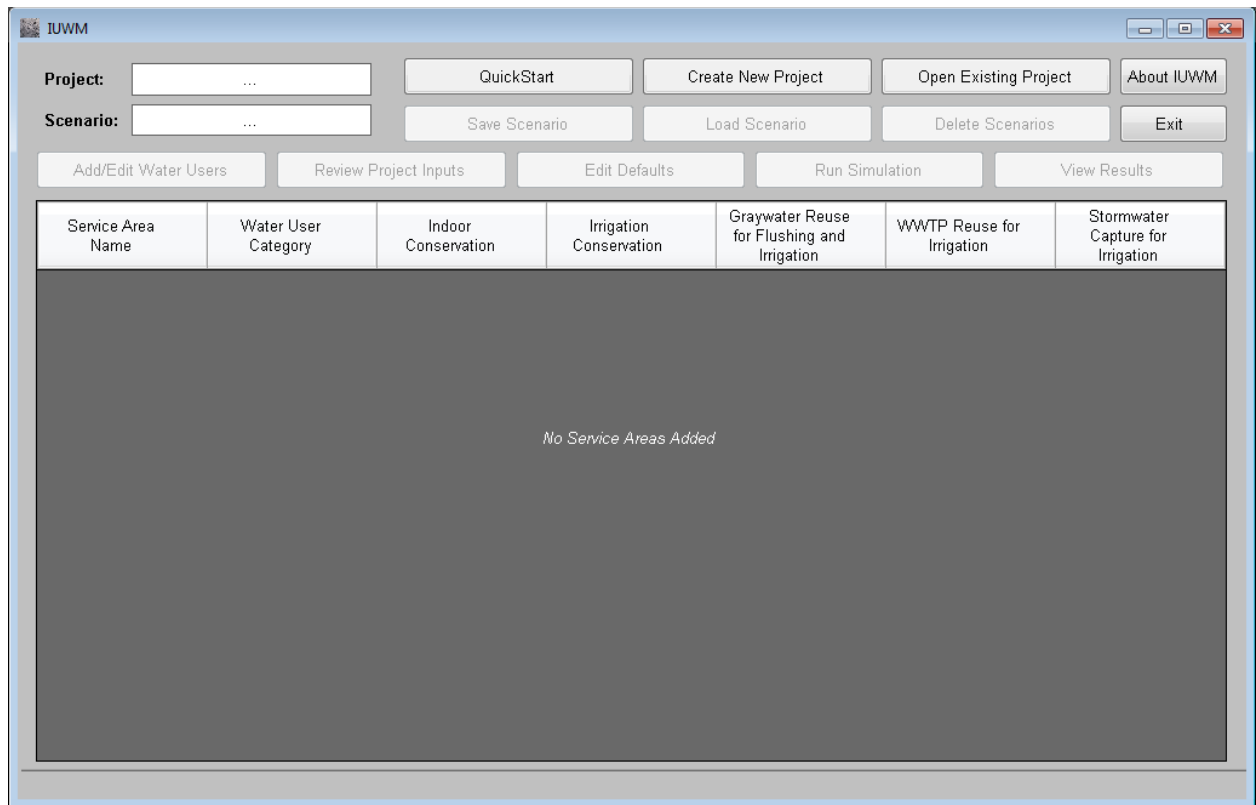 IUWM
Project:
...
QuickStart
Create New Project
Open Existing Project
About IUWM
Scenario:
...
Save Scenario
Load Scenario
Delete Scenarios
Exit
Add/Edit Water Users
Review Project Inputs
Edit Defaults
Run Simulation
View Results
Service Area
Name
Water User
Category
Indoor
Conservation
Irrigation
Conservation
Graywater Reuse
for Flushing and
Irrigation
WWTP Reuse for
Irrigation
Stormwater
Capture for
Irrigation
No Service Areas Added